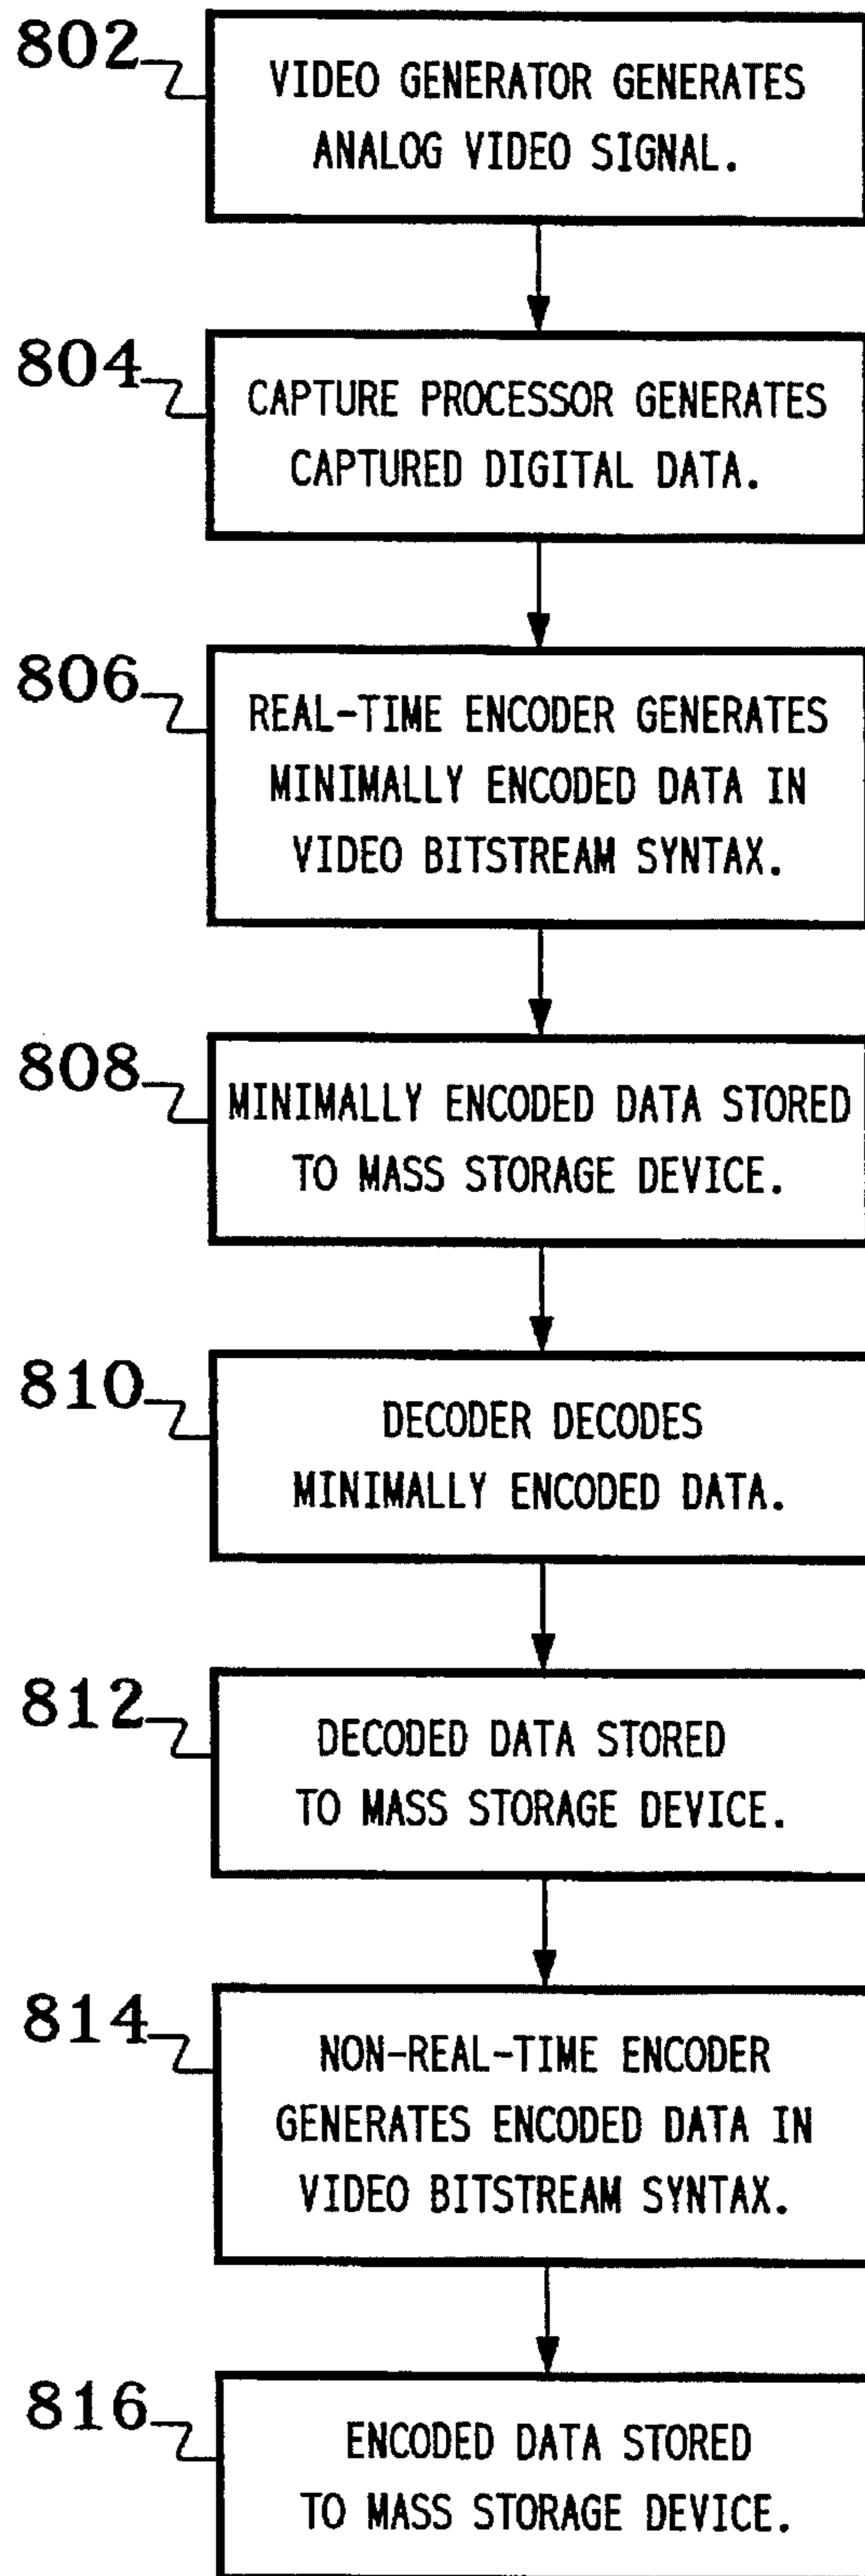 802
VIDEO GENERATOR GENERATES
ANALOG VIDEO SIGNAL.
804
CAPTURE PROCESSOR GENERATES
CAPTURED DIGITAL DATA.
806
REAL-TIME ENCODER GENERATES
MINIMALLY ENCODED DATA IN
VIDEO BITSTREAM SYNTAX.
808
MINIMALLY ENCODED DATA STORED
TO MASS STORAGE DEVICE.
810
DECODER DECODES
MINIMALLY ENCODED DATA.
812
DECODED DATA STORED
TO MASS STORAGE DEVICE.
814
NON-REAL-TIME ENCODER
GENERATES ENCODED DATA IN
VIDEO BITSTREAM SYNTAX.
816
ENCODED DATA STORED
TO MASS STORAGE DEVICE.